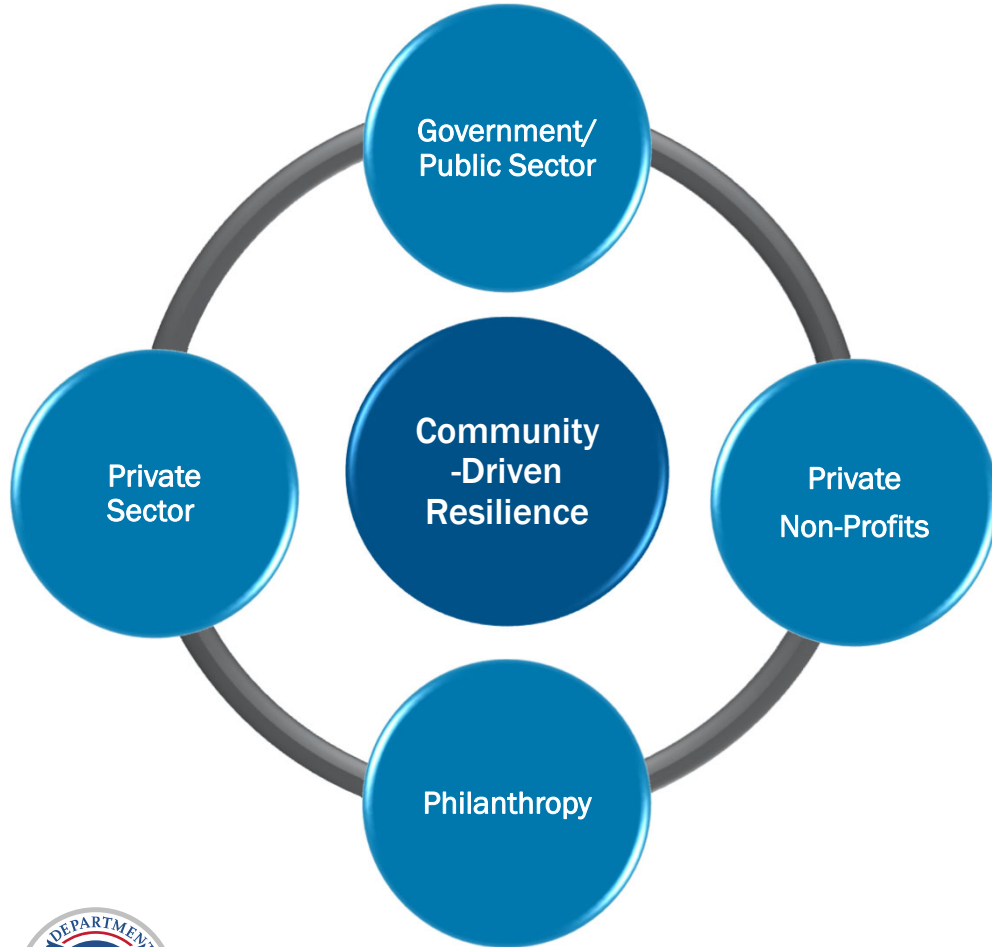 Government/
Public Sector
Community
-Driven
Resilience
Private
Sector
Private
Non-Profits
Philanthropy
DEPARTMENT